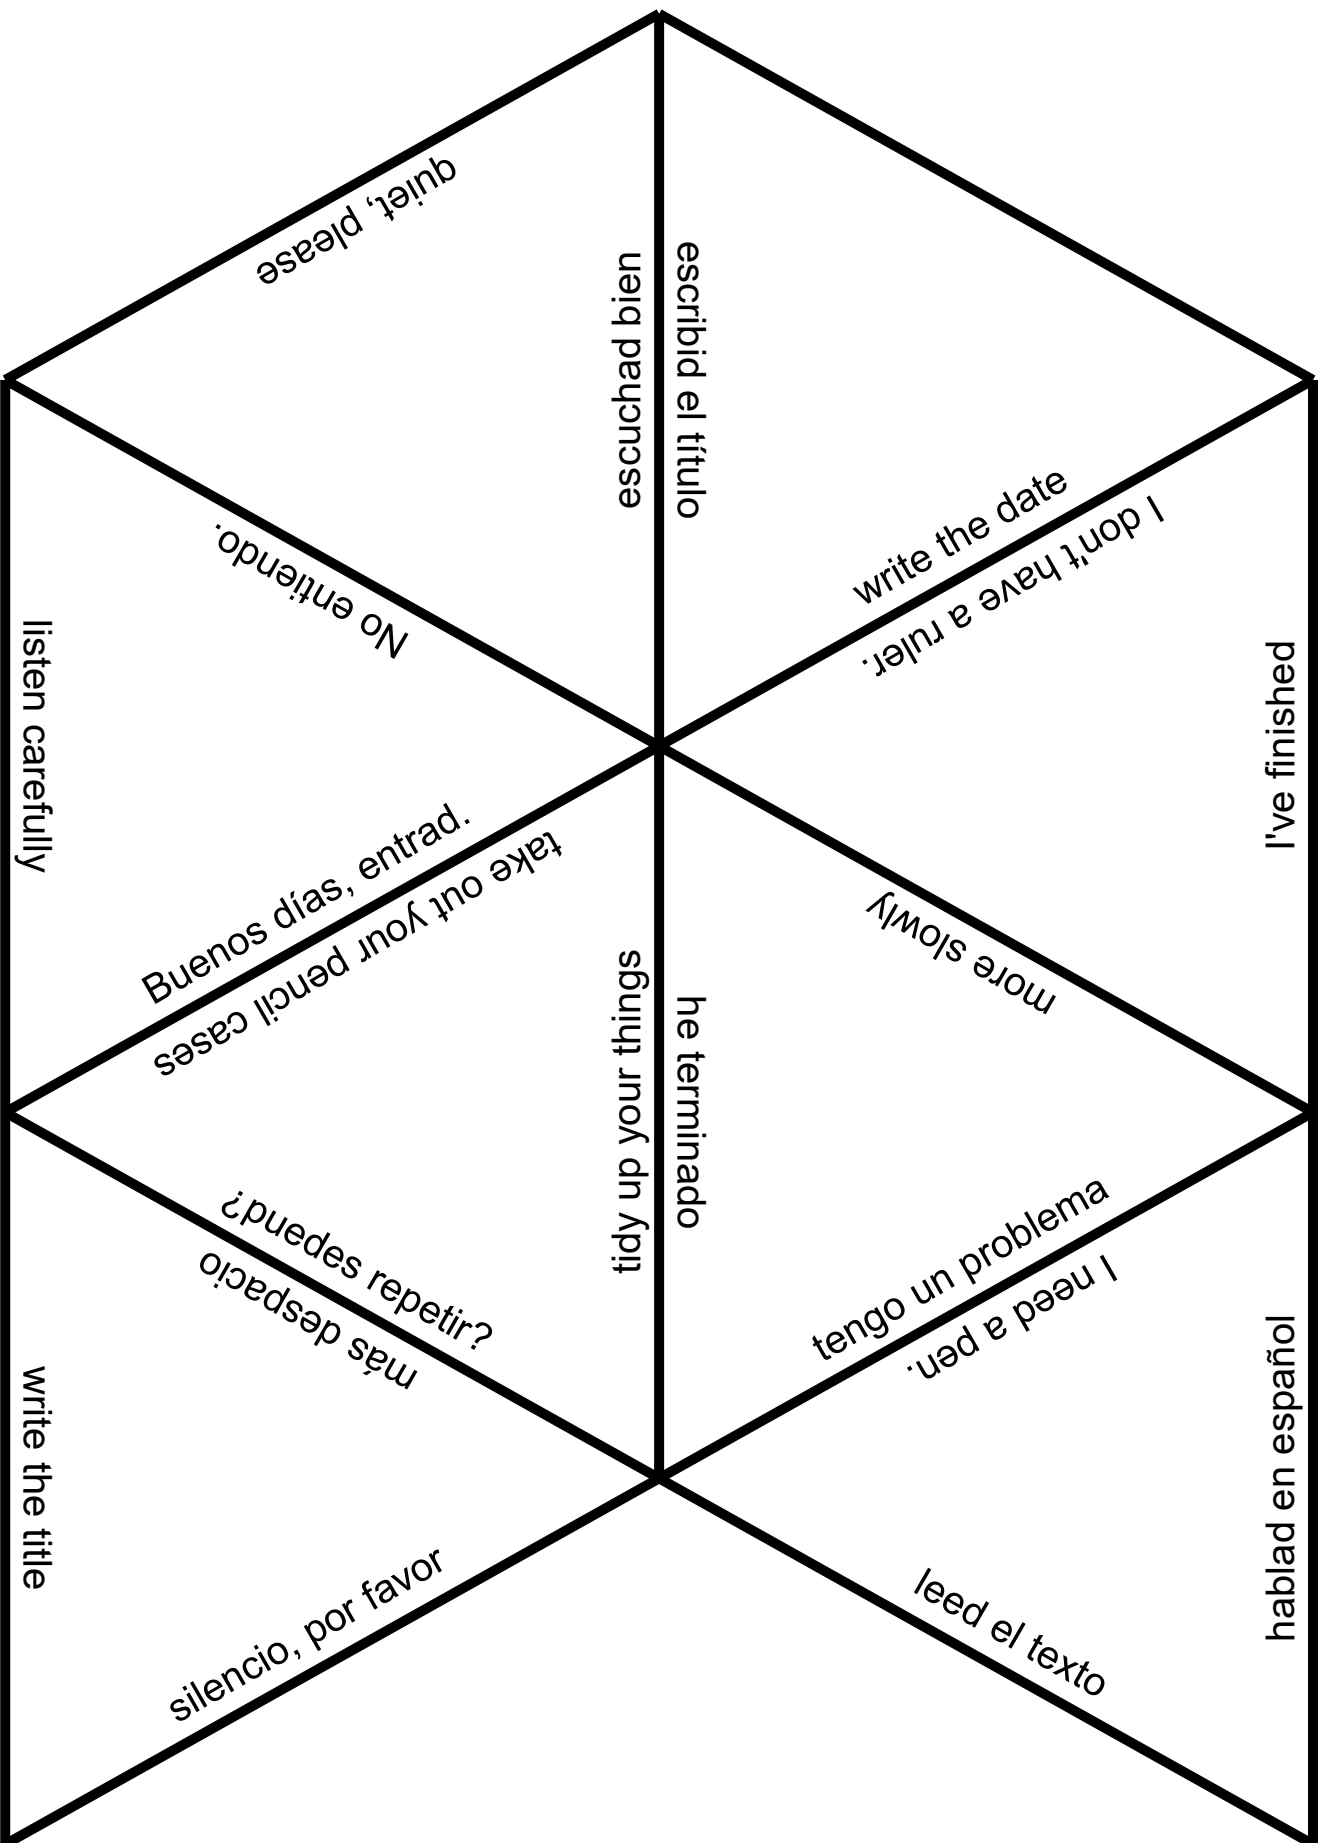 quiet, please
escuchad bien
escribid el título
write the date
I don't have a ruler.
No entiendo.
listen carefully
I've finished
Buenos días, entrad.
take out your pencil cases
more slowly
tidy up your things
he terminado
¿puedes repetir?
más despacio
tengo un problema
I need a pen.
write the title
hablad en español
silencio, por favor
leed el texto